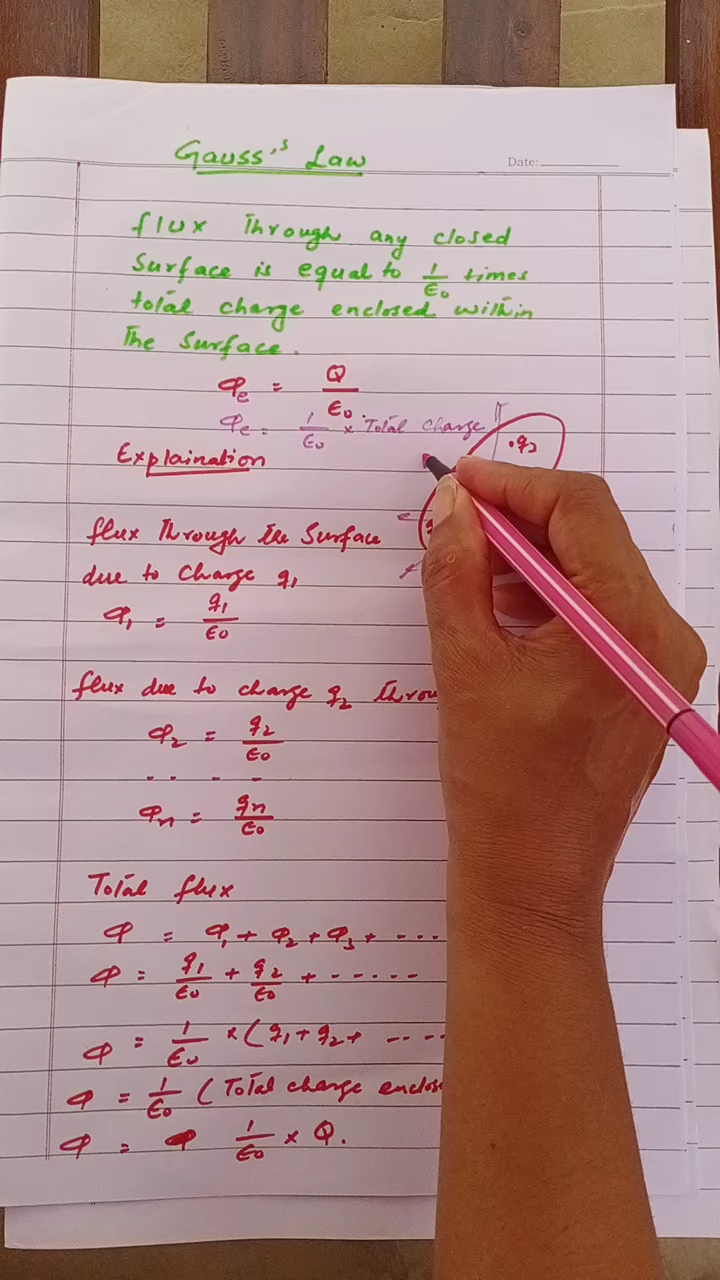 Gauss's Law
Date:
flux through any closed
Surface is equal to 1/ε0 times
total charge enclosed within
the surface.
Φe = Q/ε0.
Φe = 1/ε0 × Total charge
Explaination
.q2
flux through the surface
due to charge q1
Φ1 = q1/ε0
flux due to charge q2
Φ2 = q2/ε0
- - - -
Φn = qn/ε0
Total flux
Φ = Φ1 + Φ2 + Φ3 + - - - -
Φ = q1/ε0 + q2/ε0 + - - - - - -
Φ = 1/ε0 × (q1 + q2 + - - - -
Φ = 1/ε0 (Total charge
Φ = Φ 1/ε0 × Q.